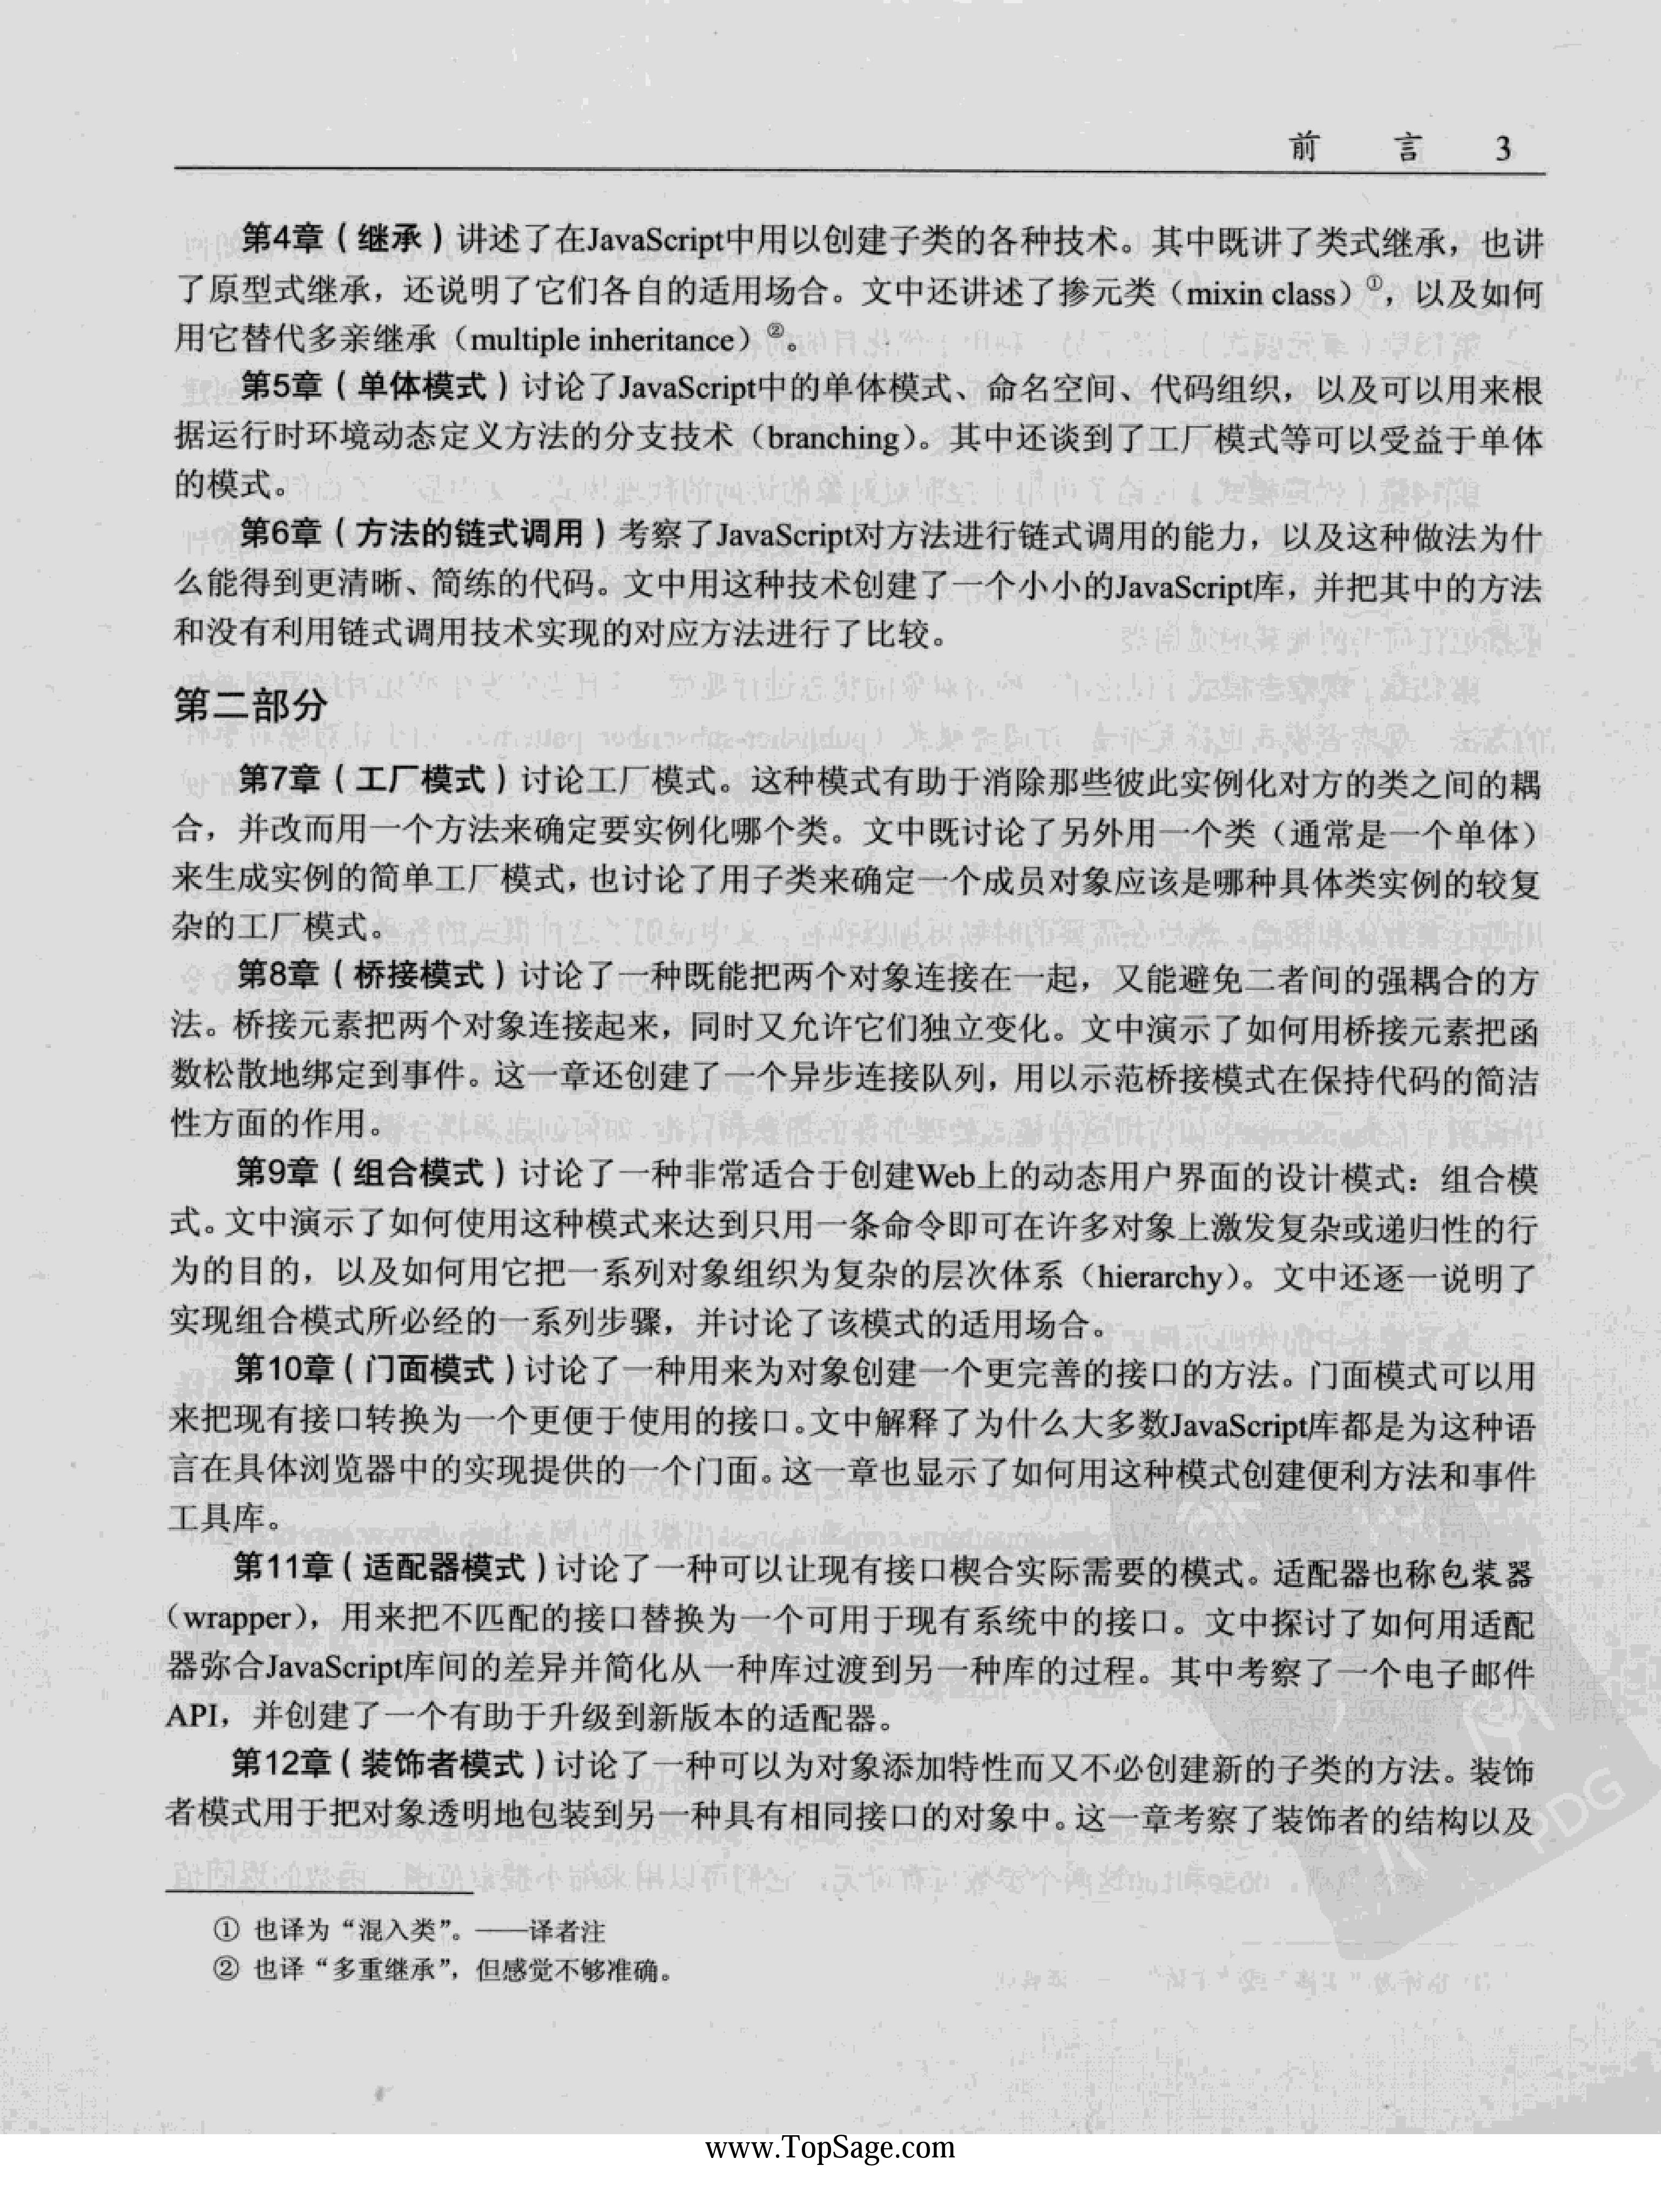 前 言 3
第4章（继承）讲述了在JavaScript中用以创建子类的各种技术。其中既讲了类式继承，也讲
了原型式继承，还说明了它们各自的适用场合。文中还讲述了掺元类（mixin class）①，以及如何
用它替代多亲继承（multiple inheritance）②。
第5章（单体模式）讨论了JavaScript中的单体模式、命名空间、代码组织，以及可以用来根
据运行时环境动态定义方法的分支技术（branching）。其中还谈到了工厂模式等可以受益于单体
的模式。
第6章（方法的链式调用）考察了JavaScript对方法进行链式调用的能力，以及这种做法为什
么能得到更清晰、简练的代码。文中用这种技术创建了一个小小的JavaScript库，并把其中的方法
和没有利用链式调用技术实现的对应方法进行了比较。
第二部分
第7章（工厂模式）讨论工厂模式。这种模式有助于消除那些彼此实例化对方的类之间的耦
合，并改而用一个方法来确定要实例化哪个类。文中既讨论了另外用一个类（通常是一个单体）
来生成实例的简单工厂模式，也讨论了用子类来确定一个成员对象应该是哪种具体类实例的较复
杂的工厂模式。
第8章（桥接模式）讨论了一种既能把两个对象连接在一起，又能避免二者间的强耦合的方
法。桥接元素把两个对象连接起来，同时又允许它们独立变化。文中演示了如何用桥接元素把函
数松散地绑定到事件。这一章还创建了一个异步连接队列，用以示范桥接模式在保持代码的简洁
性方面的作用。
第9章（组合模式）讨论了一种非常适合于创建Web上的动态用户界面的设计模式：组合模
式。文中演示了如何使用这种模式来达到只用一条命令即可在许多对象上激发复杂或递归性的行
为的目的，以及如何用它把一系列对象组织为复杂的层次体系（hierarchy）。文中还逐一说明了
实现组合模式所必经的一系列步骤，并讨论了该模式的适用场合。
第10章（门面模式）讨论了一种用来为对象创建一个更完善的接口的方法。门面模式可以用
来把现有接口转换为一个更便于使用的接口。文中解释了为什么大多数JavaScript库都是为这种语
言在具体浏览器中的实现提供的一个门面。这一章也显示了如何用这种模式创建便利方法和事件
工具库。
第11章（适配器模式）讨论了一种可以让现有接口楔合实际需要的模式。适配器也称包装器
（wrapper），用来把不匹配的接口替换为一个可用于现有系统中的接口。文中探讨了如何用适配
器弥合JavaScript库间的差异并简化从一种库过渡到另一种库的过程。其中考察了一个电子邮件
API，并创建了一个有助于升级到新版本的适配器。
第12章（装饰者模式）讨论了一种可以为对象添加特性而又不必创建新的子类的方法。装饰
者模式用于把对象透明地包装到另一种具有相同接口的对象中。这一章考察了装饰者的结构以及
PDG
① 也译为“混入类”。——译者注
② 也译“多重继承”，但感觉不够准确。
www.TopSage.com